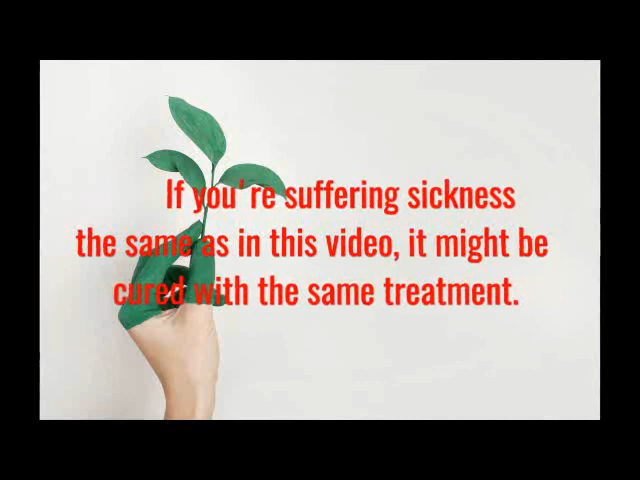 If you're suffering sickness
the same as in this video, it might be
cured with the same treatment.